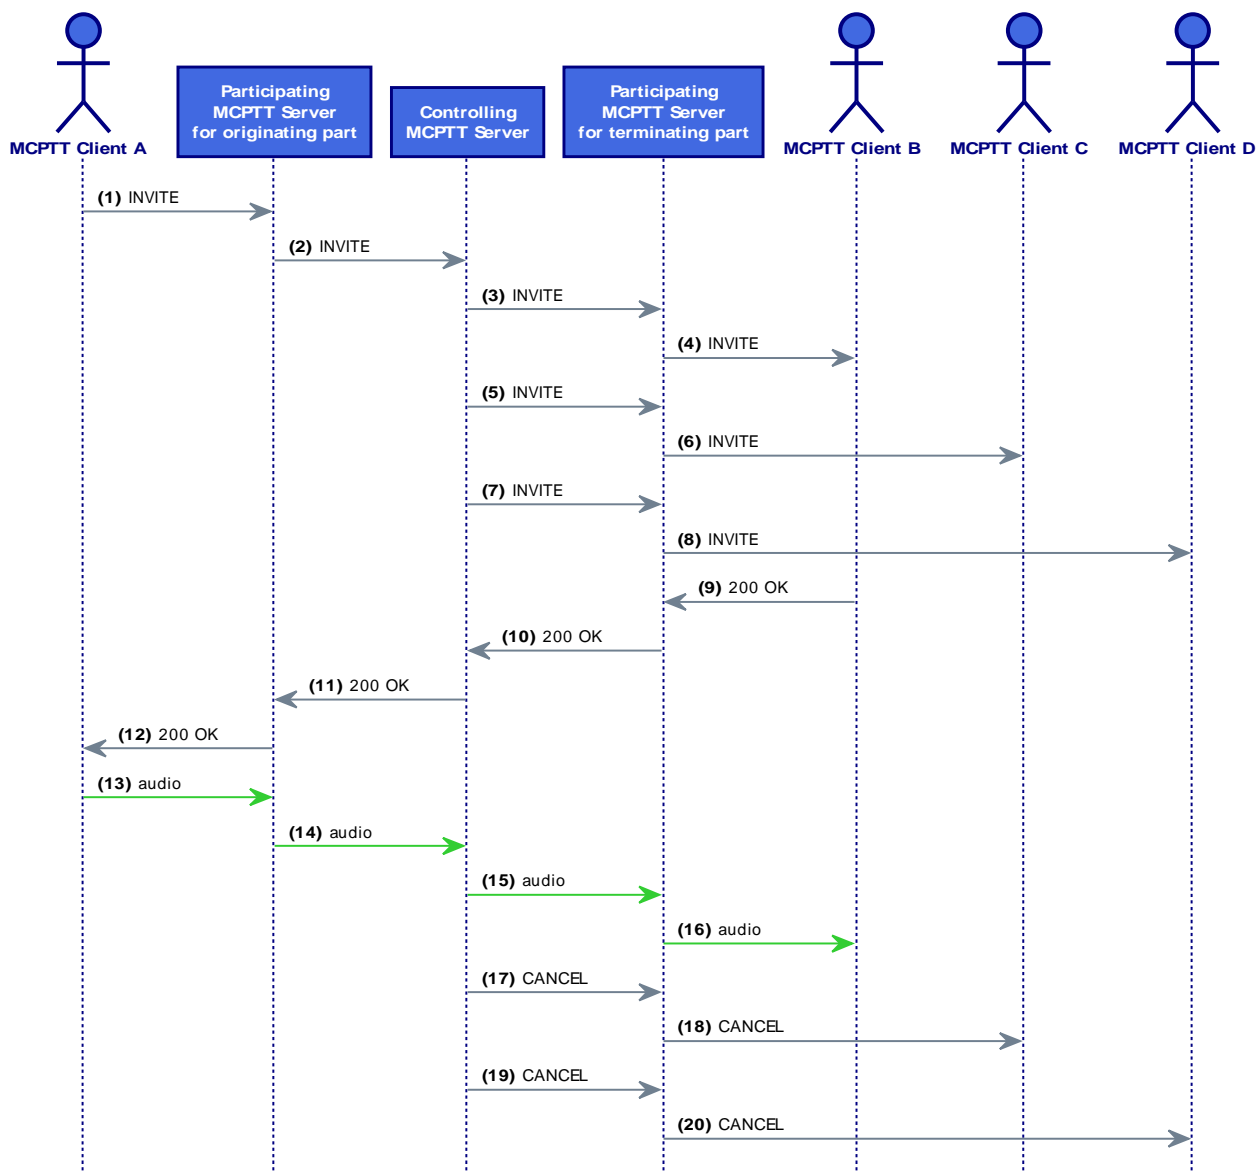 Participating
MCPTT Server
for originating part
Controlling
MCPTT Server
Participating
MCPTT Server
for terminating part
MCPTT Client A
MCPTT Client B
MCPTT Client C
MCPTT Client D
(1) INVITE
(2) INVITE
(3) INVITE
(4) INVITE
(5) INVITE
(6) INVITE
(7) INVITE
(8) INVITE
(9) 200 OK
(10) 200 OK
(11) 200 OK
(12) 200 OK
(13) audio
(14) audio
(15) audio
(16) audio
(17) CANCEL
(18) CANCEL
(19) CANCEL
(20) CANCEL